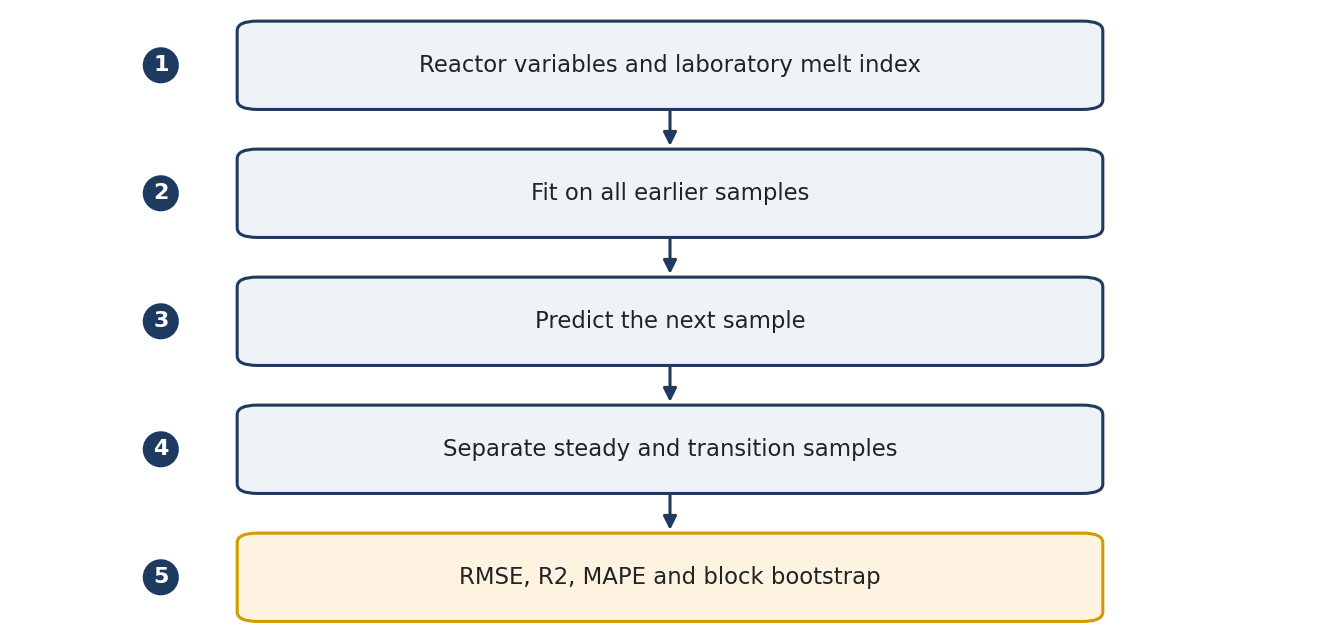 1 Reactor variables and laboratory melt index
2 Fit on all earlier samples
3 Predict the next sample
4 Separate steady and transition samples
5 RMSE, R2, MAPE and block bootstrap